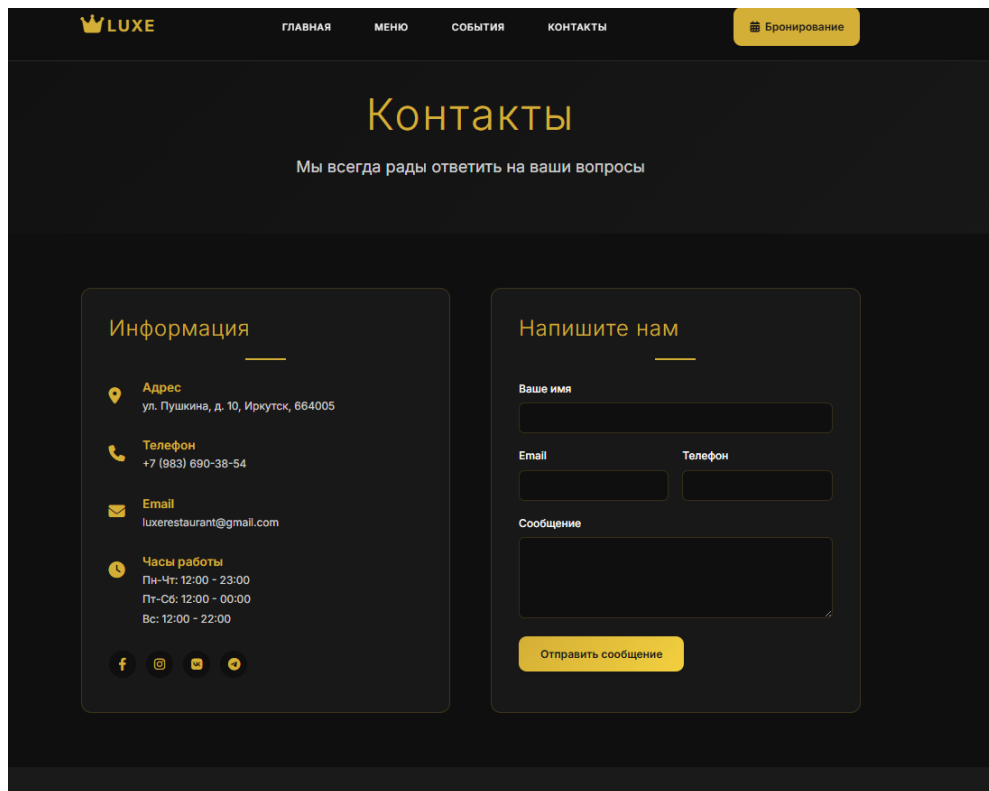 LUXE
ГЛАВНАЯ
МЕНЮ
СОБЫТИЯ
КОНТАКТЫ
Бронирование
Контакты
Мы всегда рады ответить на ваши вопросы
Информация
Адрес
ул. Пушкина, д. 10, Иркутск, 664005
Телефон
+7 (983) 690-38-54
Email
luxerestaurant@gmail.com
Часы работы
Пн-Чт: 12:00 - 23:00
Пт-Сб: 12:00 - 00:00
Вс: 12:00 - 22:00
Напишите нам
Ваше имя
Email
Телефон
Сообщение
Отправить сообщение